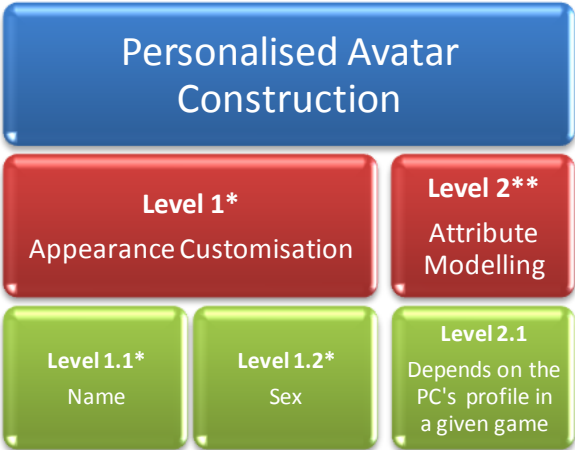 Personalised Avatar
Construction
Level 1*
Appearance Customisation
Level 2**
Attribute
Modelling
Level 1.1*
Name
Level 1.2*
Sex
Level 2.1
Depends on the
PC's profile in
a given game